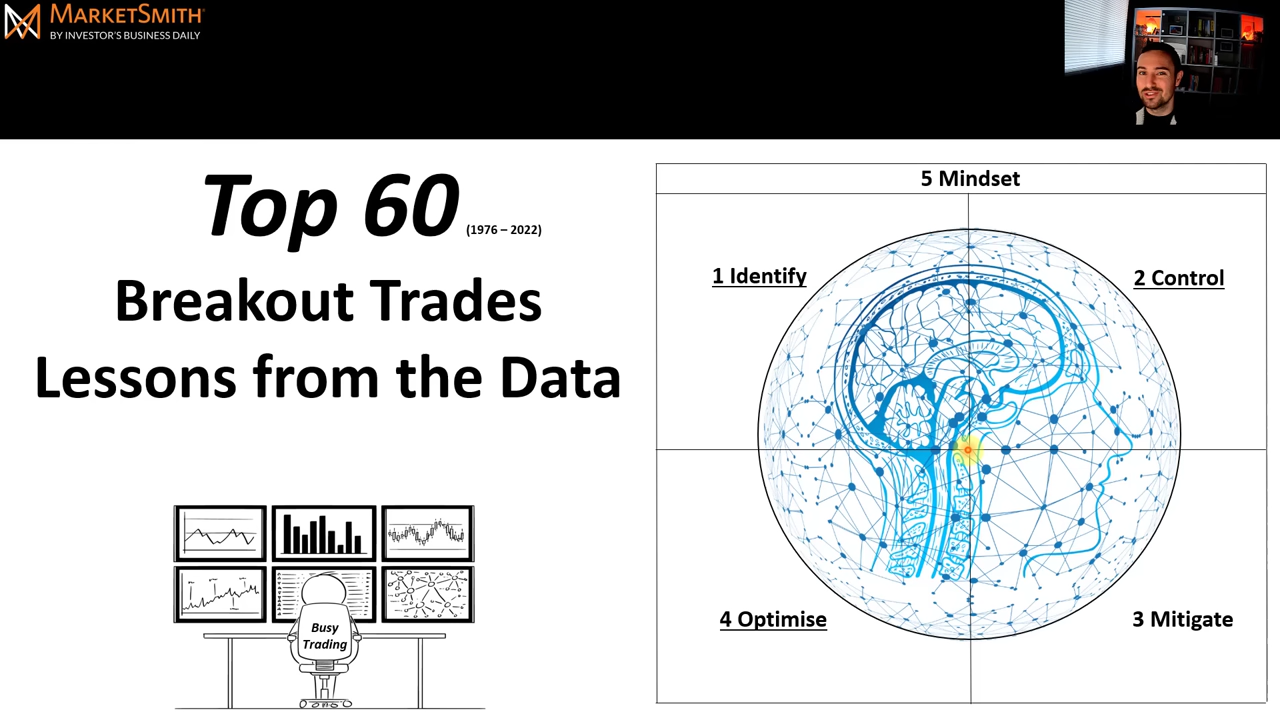 MARKETSMITH
BY INVESTOR'S BUSINESS DAILY
Top 60 (1976 – 2022)
Breakout Trades
Lessons from the Data
Busy
Trading
5 Mindset
1 Identify
2 Control
4 Optimise
3 Mitigate